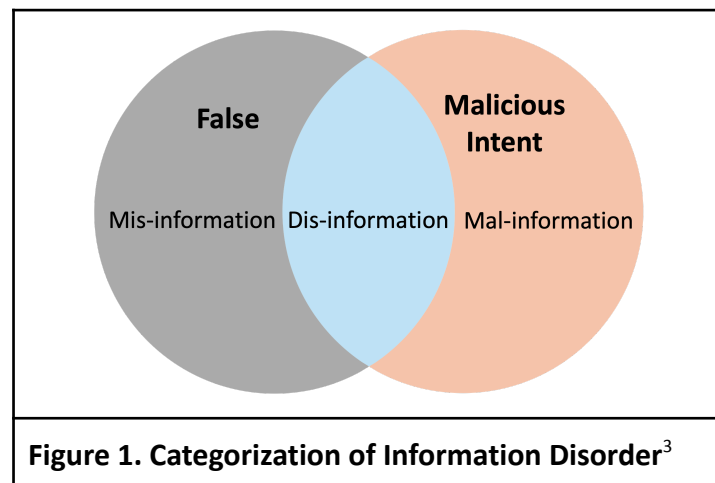 False
Malicious
Intent
Mis-information
Dis-information
Mal-information
Figure 1. Categorization of Information Disorder³